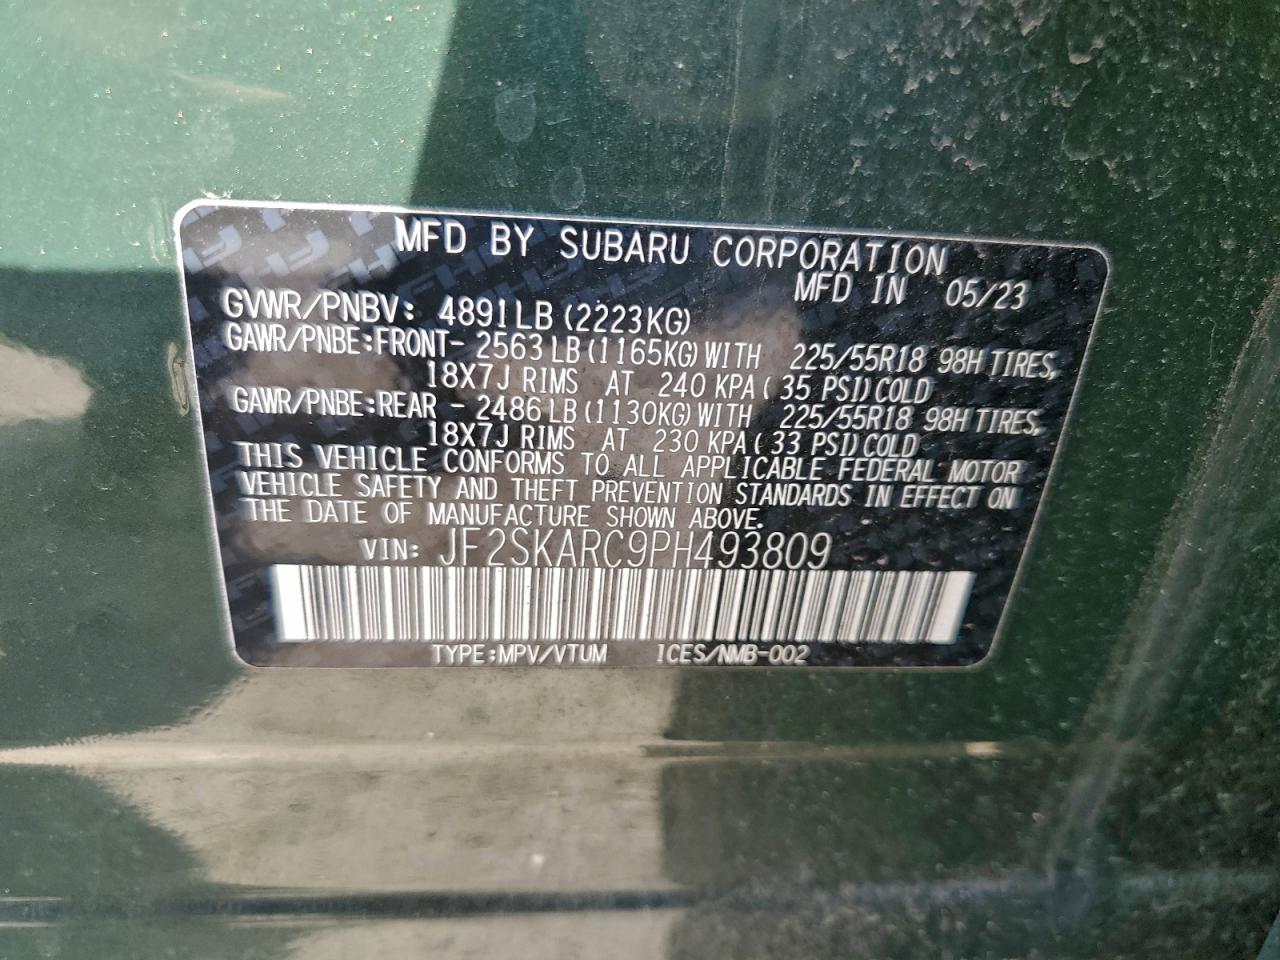 MFD BY SUBARU CORPORATION
MFD IN 05/23
GVWR/PNBV: 4891LB (2223KG)
GAWR/PNBE:FRONT- 2563LB(1165KG)WITH 225/55R18 98H TIRES,
18X7J RIMS AT 240 KPA( 35 PSI)COLD
GAWR/PNBE:REAR - 2486LB(1130KG)WITH 225/55R18 98H TIRES,
18X7J RIMS AT 230 KPA( 33 PSI)COLD
THIS VEHICLE CONFORMS TO ALL APPLICABLE FEDERAL MOTOR
VEHICLE SAFETY AND THEFT PREVENTION STANDARDS IN EFFECT ON
THE DATE OF MANUFACTURE SHOWN ABOVE.
VIN: JF2SKARC9PH493809
TYPE:MPV/VTUM ICES/NMB-002